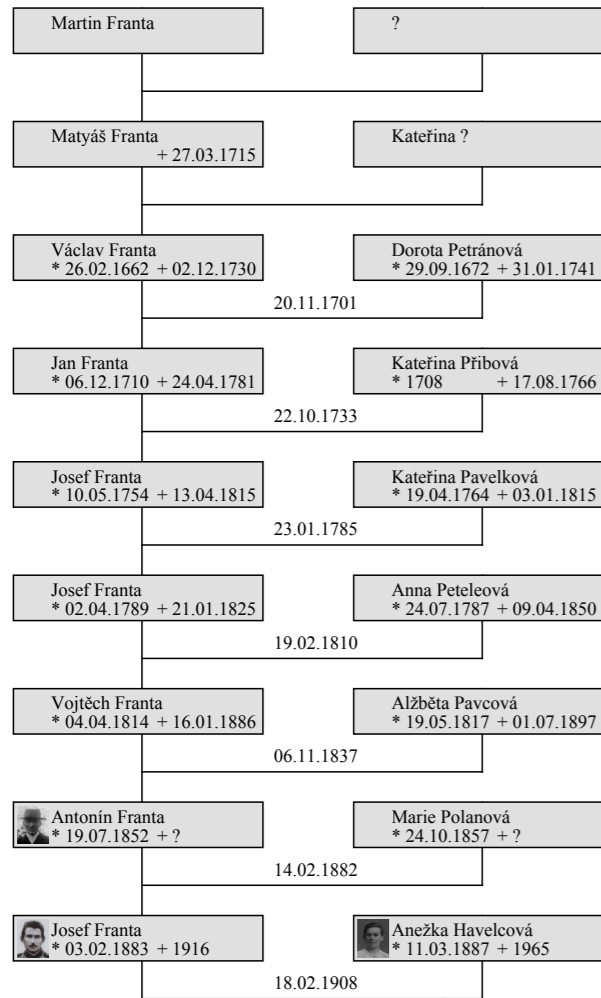 Martin Franta
?
Matyáš Franta
+ 27.03.1715
Kateřina ?
Václav Franta
* 26.02.1662 + 02.12.1730
Dorota Petránová
* 29.09.1672 + 31.01.1741
20.11.1701
Jan Franta
* 06.12.1710 + 24.04.1781
Kateřina Přibová
* 1708 + 17.08.1766
22.10.1733
Josef Franta
* 10.05.1754 + 13.04.1815
Kateřina Pavelková
* 19.04.1764 + 03.01.1815
23.01.1785
Josef Franta
* 02.04.1789 + 21.01.1825
Anna Peteleová
* 24.07.1787 + 09.04.1850
19.02.1810
Vojtěch Franta
* 04.04.1814 + 16.01.1886
Alžběta Pavcová
* 19.05.1817 + 01.07.1897
06.11.1837
Antonín Franta
* 19.07.1852 + ?
Marie Polanová
* 24.10.1857 + ?
14.02.1882
Josef Franta
* 03.02.1883 + 1916
Anežka Havelcová
* 11.03.1887 + 1965
18.02.1908